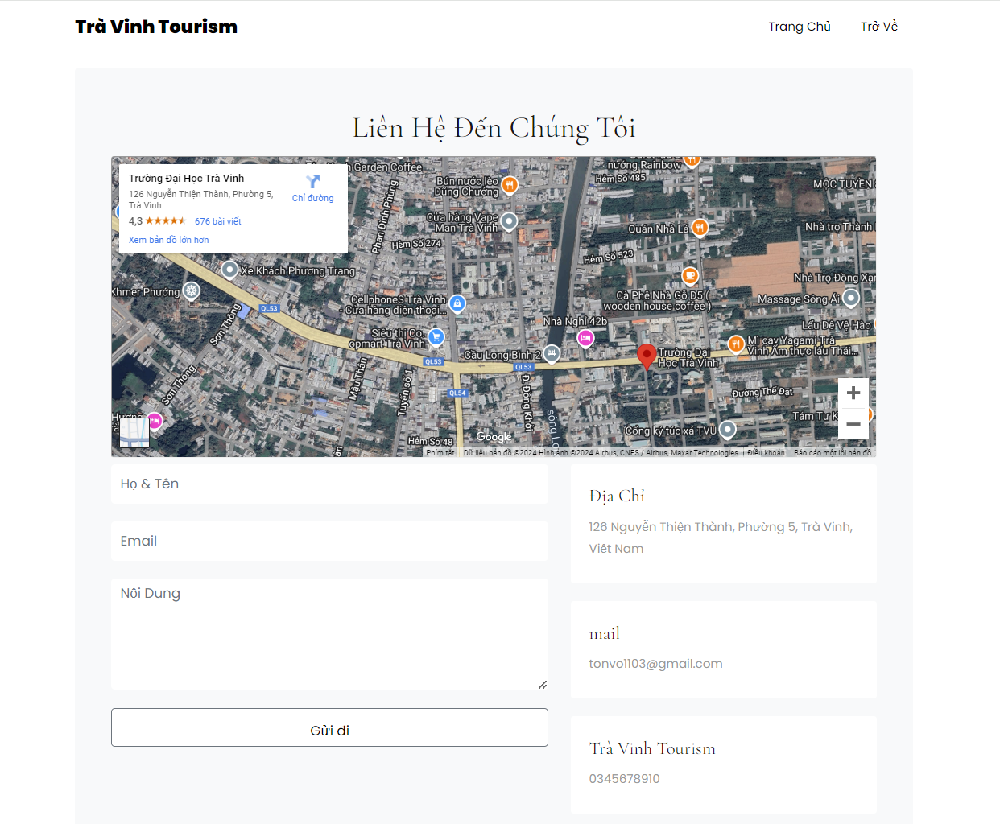 Trà Vinh Tourism
Trang Chủ
Trở Về
Liên Hệ Đến Chúng Tôi
Trường Đại Học Trà Vinh
126 Nguyễn Thiện Thành, Phường 5,
Trà Vinh
Chỉ đường
4,3
676 bài viết
Xem bản đồ lớn hơn
Garden Coffee
Bún nước lèo
Dũng Chương
nướng Rainbow
Hẻm Số 485
MỘC TUYỀN
Phan Đình Phùng
Cửa hàng Vape
Man Trà Vinh
Quán Nhà Lá
Nhà trọ Thành
Hẻm Số 274
Hẻm Số 523
Xe Khách Phương Trang
Khmer Phướng
CellphoneS Trà Vinh
Cửa hàng điện thoại...
Cà Phê Nhà Gỗ D5 (
wooden house coffee )
Nhà Trọ Đồng Xan
Massage Sông Ái
QL53
Sơn Thông
Nhà Nghỉ 42b
Lẩu Dê Vệ Hào
Siêu thị Co..
opmart Trà Vinh
Cầu Long Bình 2
Trường Đại
Học Trà Vinh
Mì cay Yagami Trà
Vinh Ẩm thực lẩu Thái...
QL53
QL53
Sơn Thông
Mậu Thân
Tuyến số 1
QL54
D. Đồng Khởi
Đường Thế Đạt
sông Lo
Tám Tư K
Cổng ký túc xá TVU
Hẻm Số 48
Google
Phím tắt
Dữ liệu bản đồ ©2024 Hình ảnh ©2024 Airbus, CNES / Airbus, Maxar Technologies
Điều khoản
Báo cáo một lỗi bản đồ
Họ & Tên
Email
Nội Dung
Gửi đi
Địa Chỉ
126 Nguyễn Thiện Thành, Phường 5, Trà Vinh,
Việt Nam
mail
tonvo1103@gmail.com
Trà Vinh Tourism
0345678910